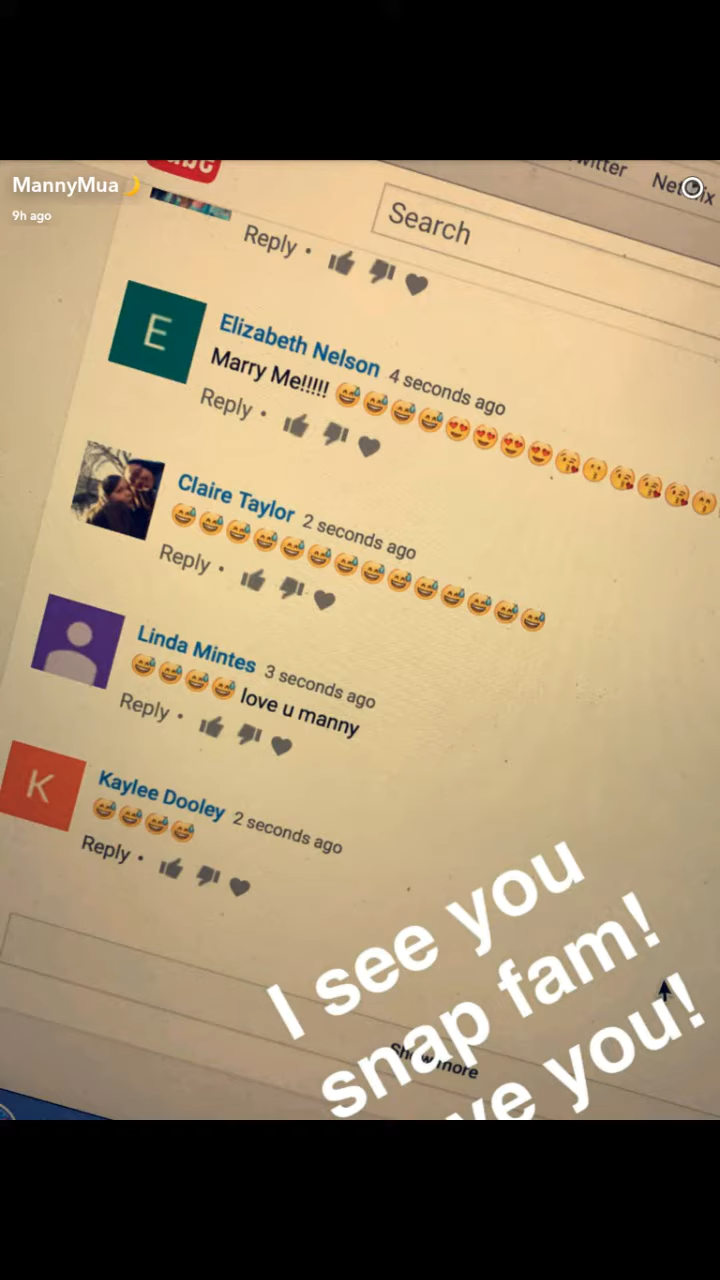 MannyMua🌙
9h ago
Search
Reply •
E
Elizabeth Nelson 4 seconds ago
Marry Me!!!!! 😅😅😅😅😍😍😍😍😘😗😘😘😘😙
Reply •
Claire Taylor 2 seconds ago
😅😅😅😅😅😅😅😅😅😅😅😅😅😅
Reply •
Linda Mintes 3 seconds ago
😅😅😅😅 love u manny
Reply •
K
Kaylee Dooley 2 seconds ago
😅😅😅😅
Reply •
Show more
I see you
snap fam!
you!